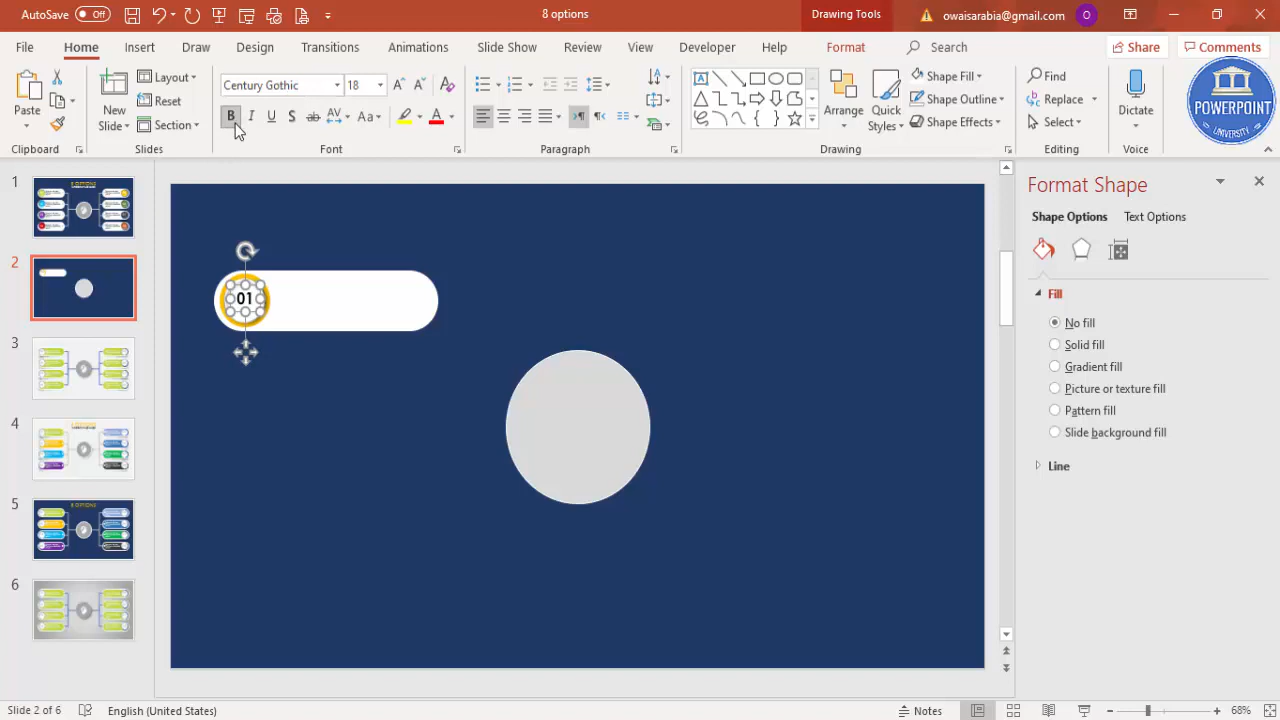 AutoSave Off
8 options
Drawing Tools
owaisarabia@gmail.com
O
File Home Insert Draw Design Transitions Animations Slide Show Review View Developer Help Format Search
Share Comments
Paste
New Slide
Layout
Reset
Section
Century Gothic 18
B I U S ab AV Aa A
Arrange
Quick Styles
Shape Fill
Shape Outline
Shape Effects
Find
Replace
Select
Dictate
Clipboard Slides Font Paragraph Drawing Editing Voice
POWERPOINT
UNIVERSITY
1
2
3
4
5
6
01
Format Shape
Shape Options Text Options
Fill
No fill
Solid fill
Gradient fill
Picture or texture fill
Pattern fill
Slide background fill
Line
Slide 2 of 6
English (United States)
Notes
68%